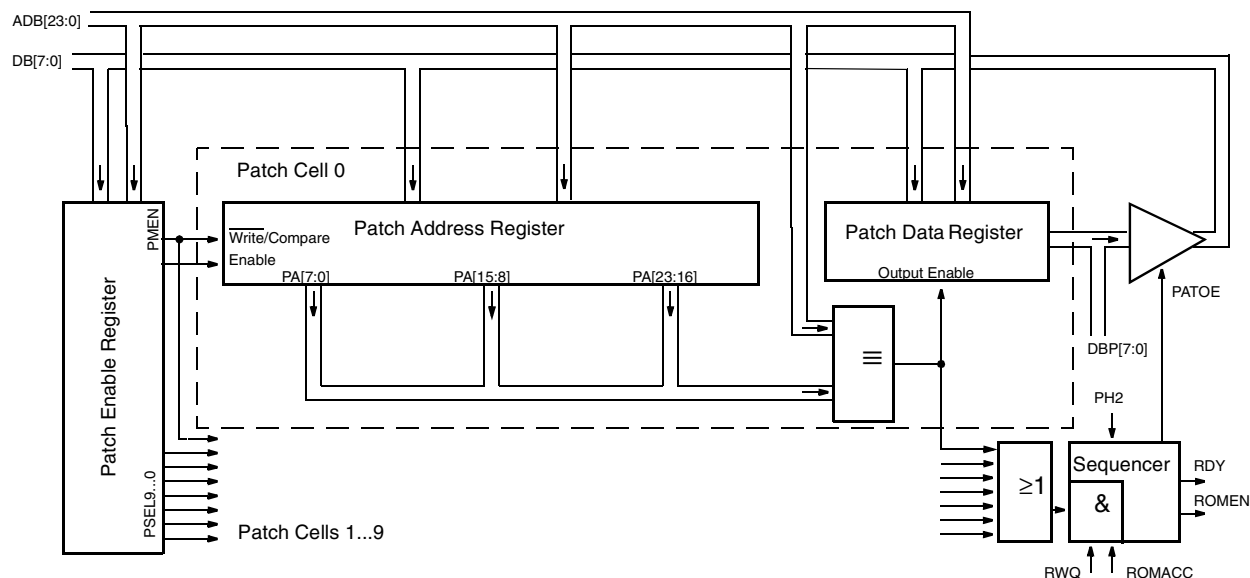 ADB[23:0]
DB[7:0]
Patch Cell 0
Patch Enable Register
PMEN
PSEL9...0
Patch Address Register
Write/Compare
Enable
PA[7:0]
PA[15:8]
PA[23:16]
Patch Data Register
Output Enable
PATOE
DBP[7:0]
≡
PH2
≥1
Sequencer
&
RDY
ROMEN
RWQ
ROMACC
Patch Cells 1...9